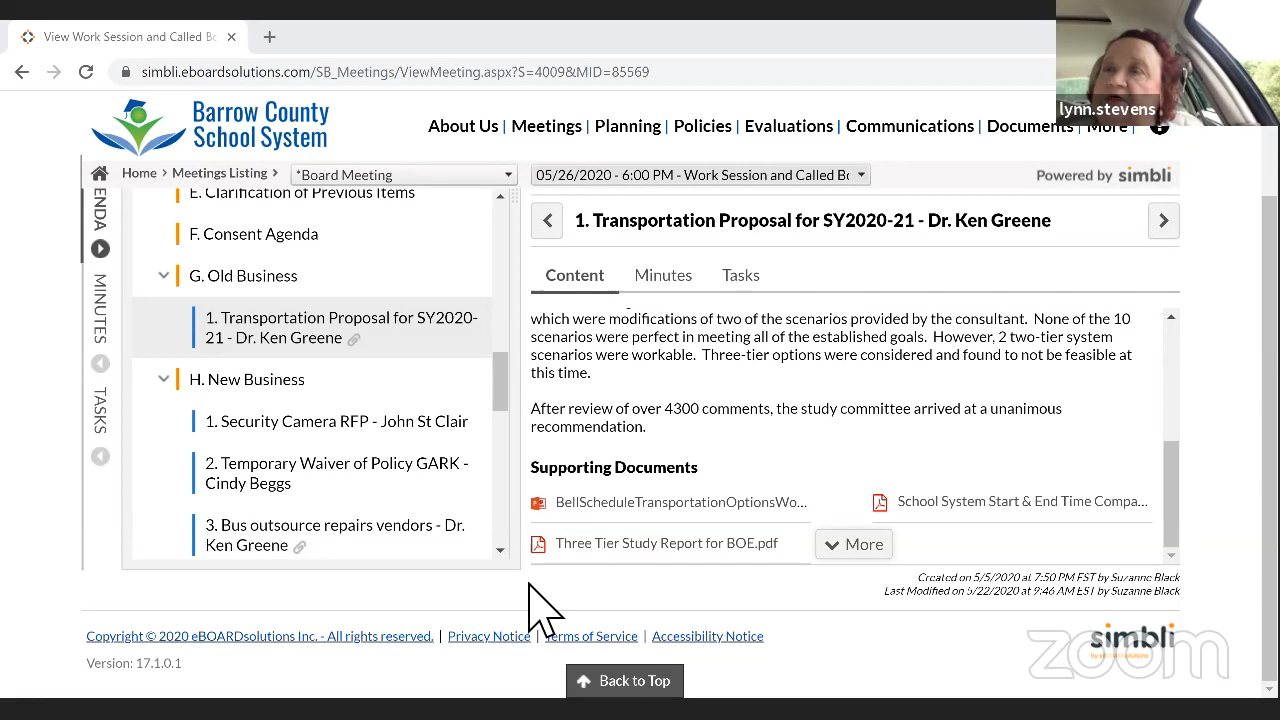 View Work Session and Called Bo
simbli.eboardsolutions.com/SB_Meetings/ViewMeeting.aspx?S=4009&MID=85569
lynn.stevens
Barrow County
School System
About Us | Meetings | Planning | Policies | Evaluations | Communications | Documents | More |
Home > Meetings Listing > *Board Meeting 05/26/2020 - 6:00 PM - Work Session and Called Bo Powered by simbli
ENDA
MINUTES
TASKS
E. Clarification of Previous Items
F. Consent Agenda
G. Old Business
1. Transportation Proposal for SY2020-
21 - Dr. Ken Greene
H. New Business
1. Security Camera RFP - John St Clair
2. Temporary Waiver of Policy GARK -
Cindy Beggs
3. Bus outsource repairs vendors - Dr.
Ken Greene
1. Transportation Proposal for SY2020-21 - Dr. Ken Greene
Content Minutes Tasks
which were modifications of two of the scenarios provided by the consultant. None of the 10
scenarios were perfect in meeting all of the established goals. However, 2 two-tier system
scenarios were workable. Three-tier options were considered and found to not be feasible at
this time.
After review of over 4300 comments, the study committee arrived at a unanimous
recommendation.
Supporting Documents
BellScheduleTransportationOptionsWo... School System Start & End Time Compa...
Three Tier Study Report for BOE.pdf More
Created on 5/5/2020 at 7:50 PM EST by Suzanne Black
Last Modified on 5/22/2020 at 9:46 AM EST by Suzanne Black
Copyright © 2020 eBOARDsolutions Inc. - All rights reserved. | Privacy Notice | Terms of Service | Accessibility Notice
simbli
zoom
Version: 17.1.0.1
Back to Top